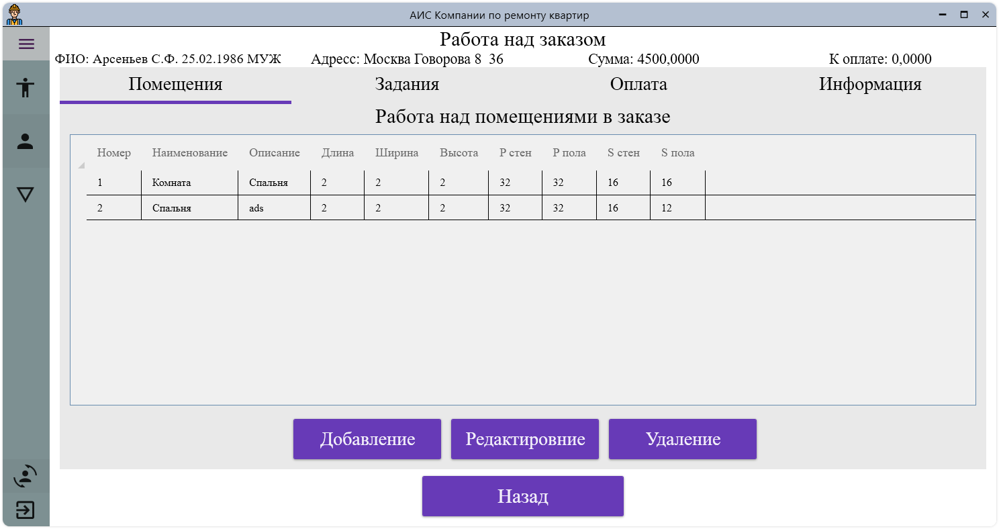 АИС Компании по ремонту квартир
Работа над заказом
ФИО: Арсеньев С.Ф. 25.02.1986 МУЖ Адресс: Москва Говорова 8 36 Сумма: 4500,0000 К оплате: 0,0000
Помещения Задания Оплата Информация
Работа над помещениями в заказе
Номер Наименование Описание Длина Ширина Высота P стен P пола S стен S пола
1 Комната Спальня 2 2 2 32 32 16 16
2 Спальня ads 2 2 2 32 32 16 12
Добавление Редактировние Удаление
Назад